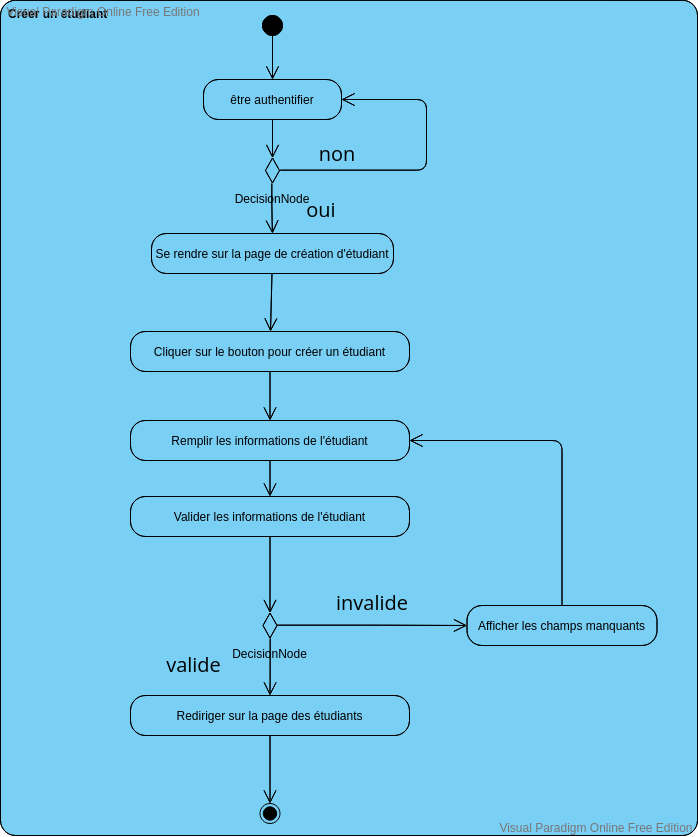 Visual Paradigm Online Free Edition
Créer un étudiant
être authentifier
non
DecisionNode
oui
Se rendre sur la page de création d'étudiant
Cliquer sur le bouton pour créer un étudiant
Remplir les informations de l'étudiant
Valider les informations de l'étudiant
invalide
Afficher les champs manquants
DecisionNode
valide
Rediriger sur la page des étudiants
Visual Paradigm Online Free Edition